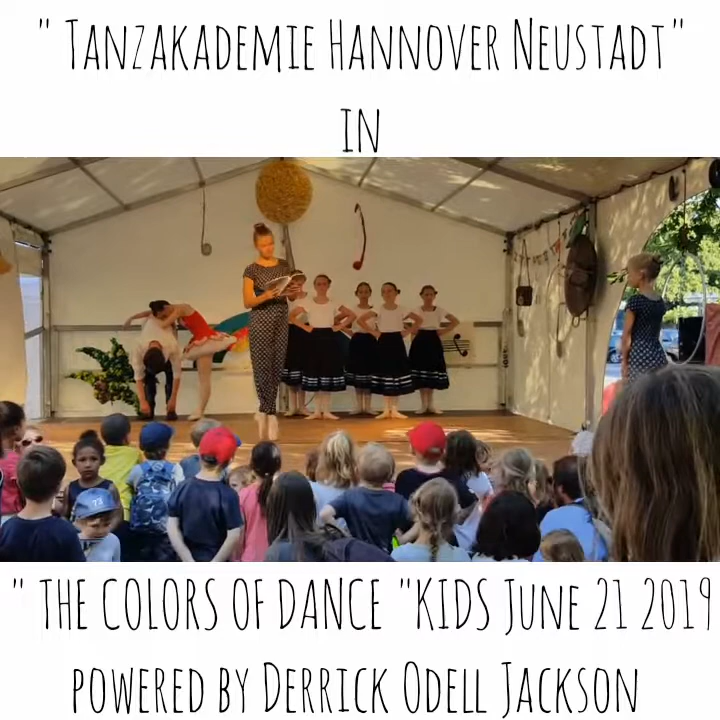 " Tanzakademie Hannover Neustadt"
in
" THE COLORS OF DANCE "KIDS June 21 2019
powered by Derrick Odell Jackson